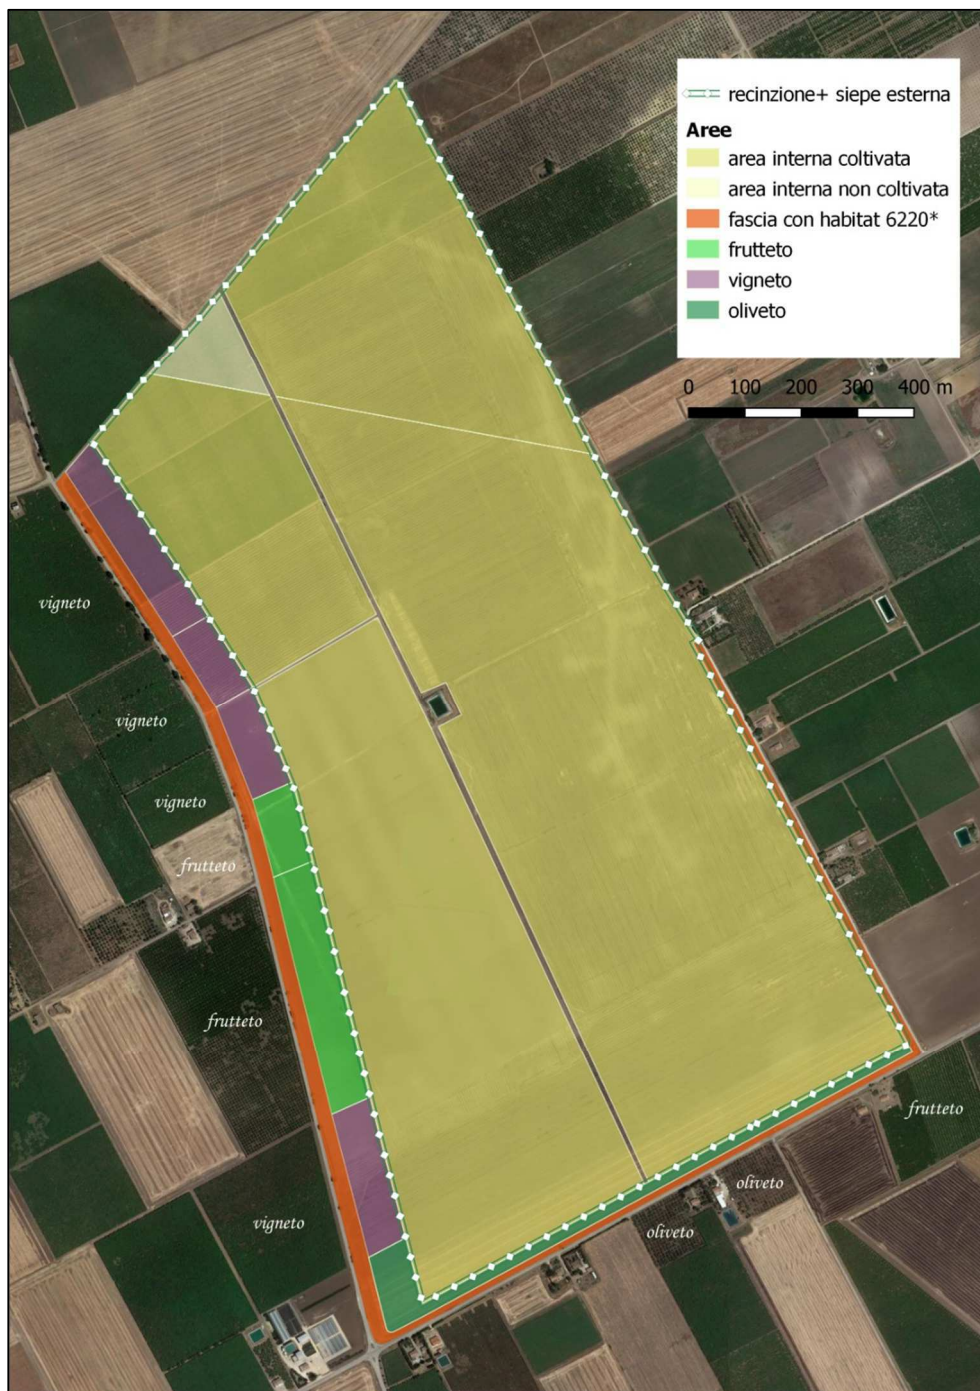 recinzione+ siepe esterna
Aree
area interna coltivata
area interna non coltivata
fascia con habitat 6220*
frutteto
vigneto
oliveto
0 100 200 300 400 m
vigneto
vigneto
vigneto
frutteto
frutteto
frutteto
oliveto
vigneto
oliveto